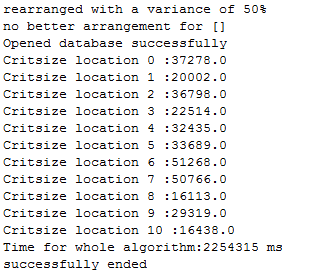 rearranged with a variance of 50%
no better arrangement for []
Opened database successfully
Critsize location 0 :37278.0
Critsize location 1 :20002.0
Critsize location 2 :36798.0
Critsize location 3 :22514.0
Critsize location 4 :32435.0
Critsize location 5 :33689.0
Critsize location 6 :51268.0
Critsize location 7 :50766.0
Critsize location 8 :16113.0
Critsize location 9 :29319.0
Critsize location 10 :16438.0
Time for whole algorithm:2254315 ms
successfully ended